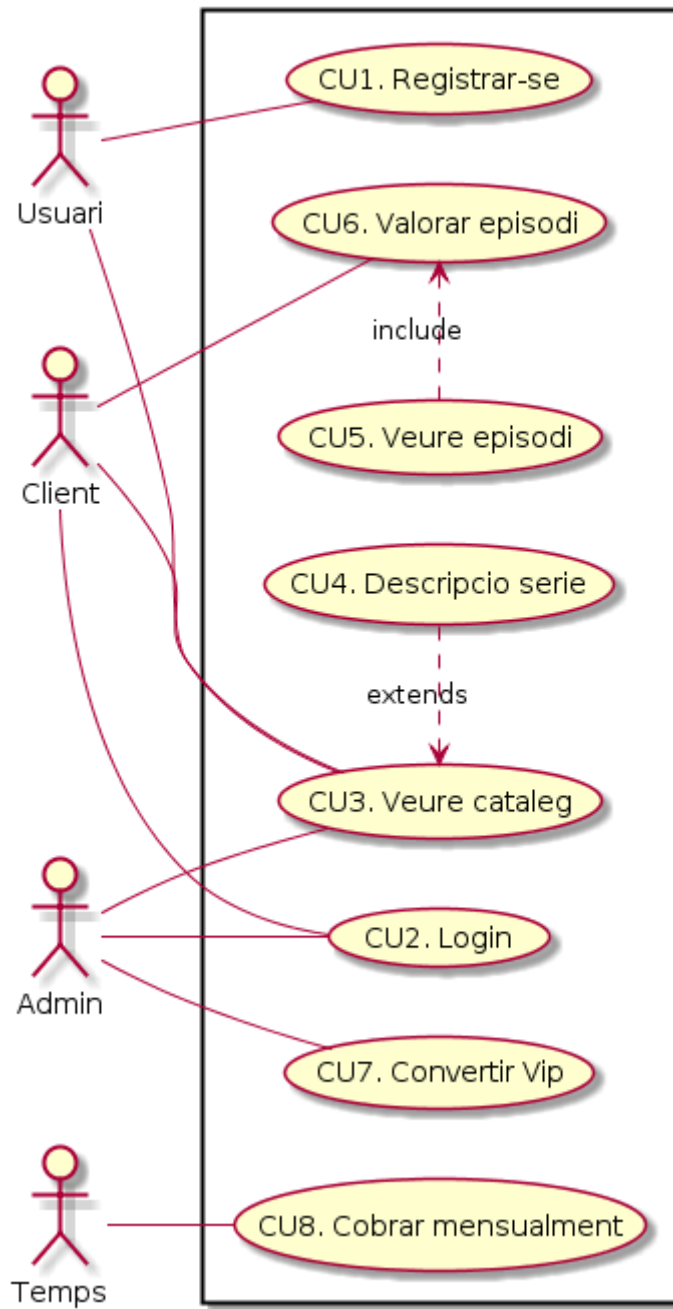 CU1. Registrar-se
Usuari
CU6. Valorar episodi
include
CU5. Veure episodi
Client
CU4. Descripcio serie
extends
CU3. Veure cataleg
CU2. Login
Admin
CU7. Convertir Vip
CU8. Cobrar mensualment
Temps